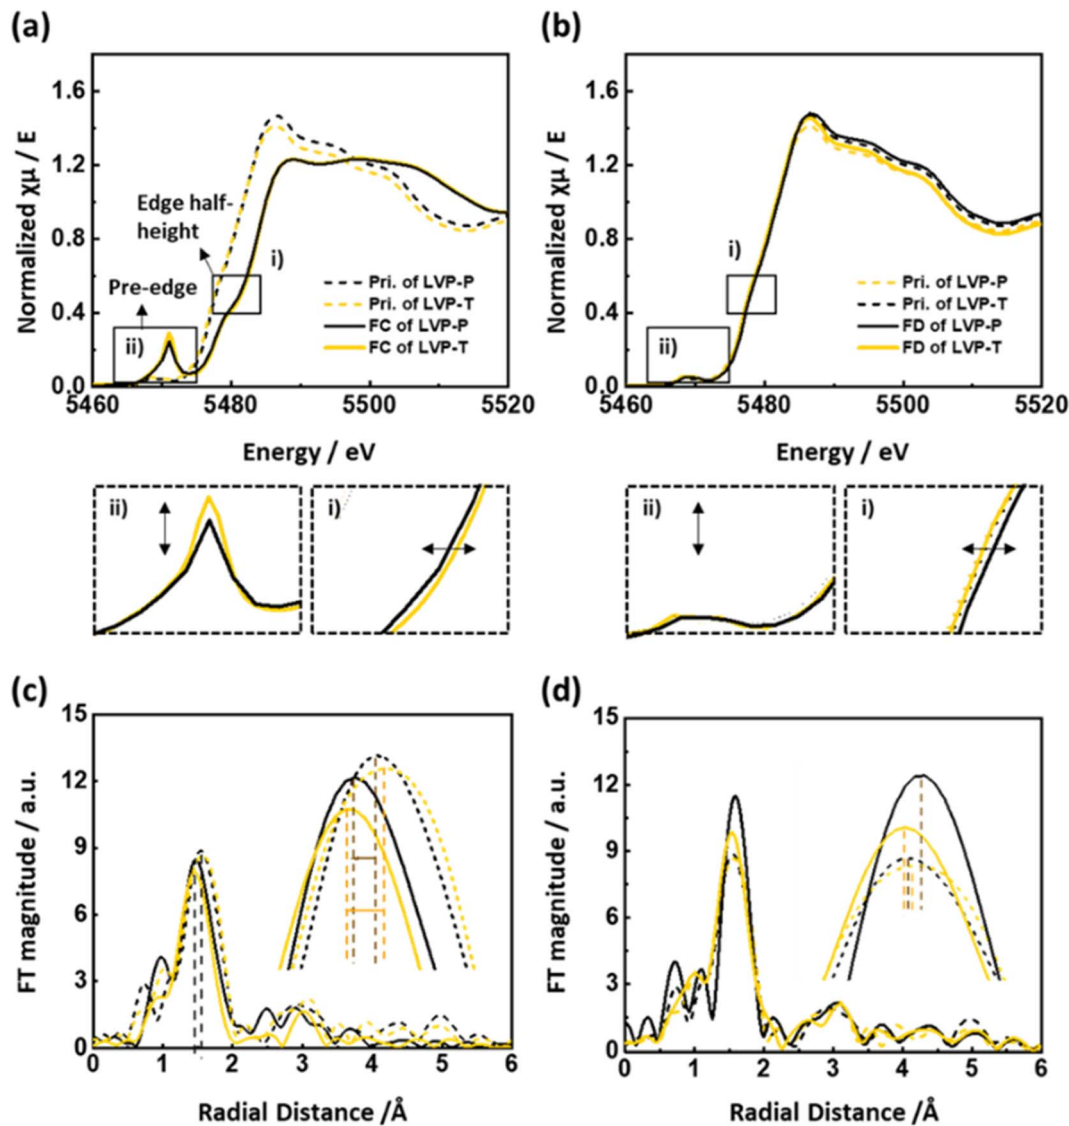 (a)
Normalized χμ / E
1.6
1.2
0.8
0.4
0.0
Edge half-
height
i)
Pre-edge
ii)
Pri. of LVP-P
Pri. of LVP-T
FC of LVP-P
FC of LVP-T
5460
5480
5500
5520
Energy / eV
(b)
Normalized χμ / E
1.6
1.2
0.8
0.4
0.0
i)
ii)
Pri. of LVP-P
Pri. of LVP-T
FD of LVP-P
FD of LVP-T
5460
5480
5500
5520
Energy / eV
ii)
i)
ii)
i)
(c)
FT magnitude / a.u.
15
12
9
6
3
0
0
1
2
3
4
5
6
Radial Distance /Å
(d)
FT magnitude / a.u.
15
12
9
6
3
0
0
1
2
3
4
5
6
Radial Distance /Å